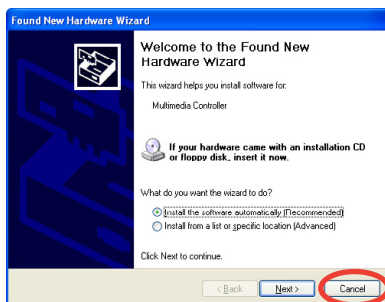 Found New Hardware Wizard
Welcome to the Found New
Hardware Wizard
This wizard helps you install software for:
Multimedia Controller
If your hardware came with an installation CD
or floppy disk, insert it now.
What do you want the wizard to do?
Install the software automatically (Recommended)
Install from a list or specific location (Advanced)
Click Next to continue.
< Back
Next >
Cancel